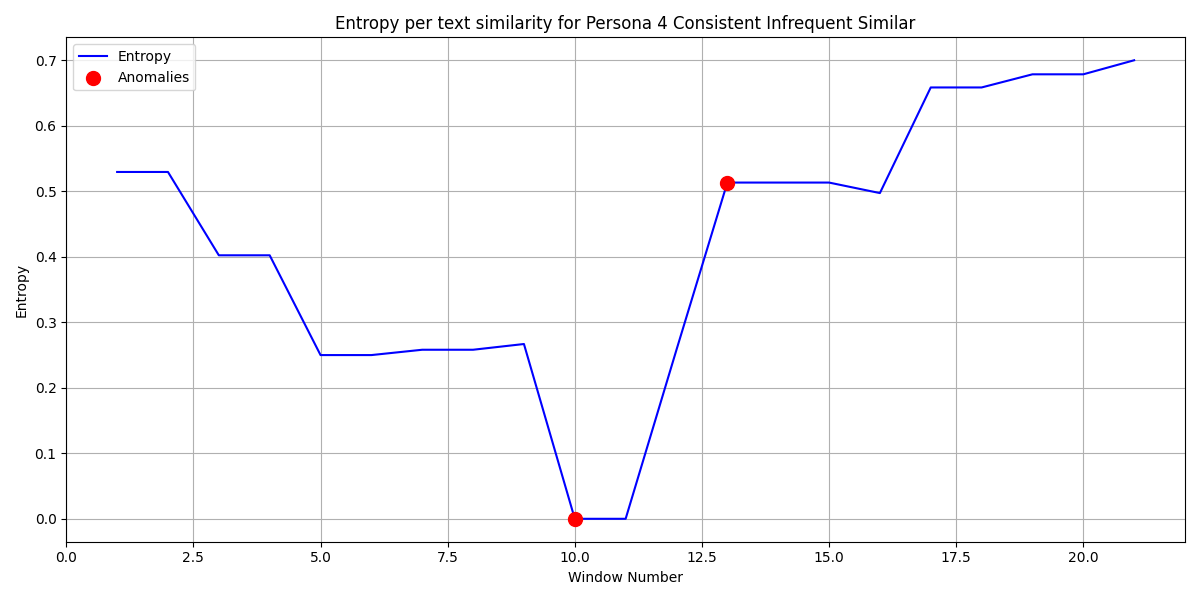 Entropy per text similarity for Persona 4 Consistent Infrequent Similar
Entropy
Anomalies
0.7
0.6
0.5
0.4
0.3
0.2
0.1
0.0
Entropy
0.0 2.5 5.0 7.5 10.0 12.5 15.0 17.5 20.0
Window Number